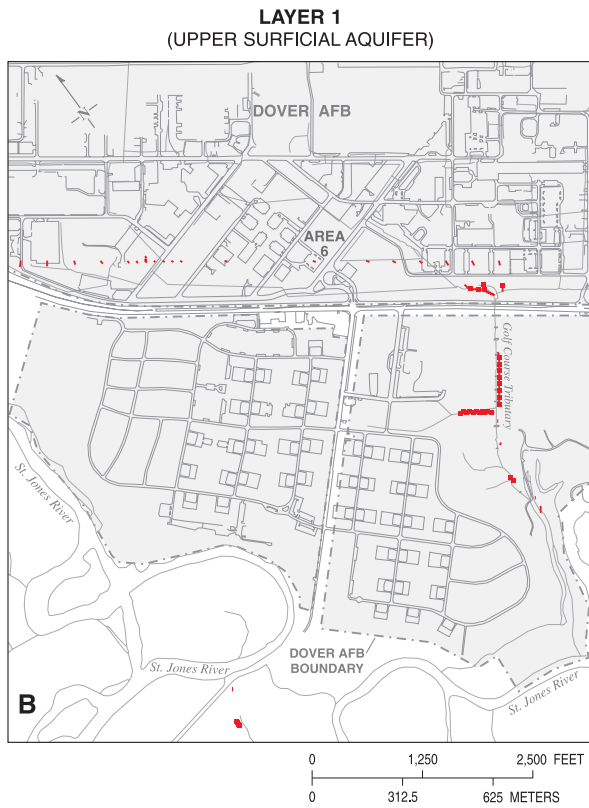 LAYER 1
(UPPER SURFICIAL AQUIFER)
N
DOVER AFB
AREA
6
Golf Course Tributary
St. Jones River
St. Jones River
DOVER AFB
BOUNDARY
St. Jones River
B
0 1,250 2,500 FEET
0 312.5 625 METERS